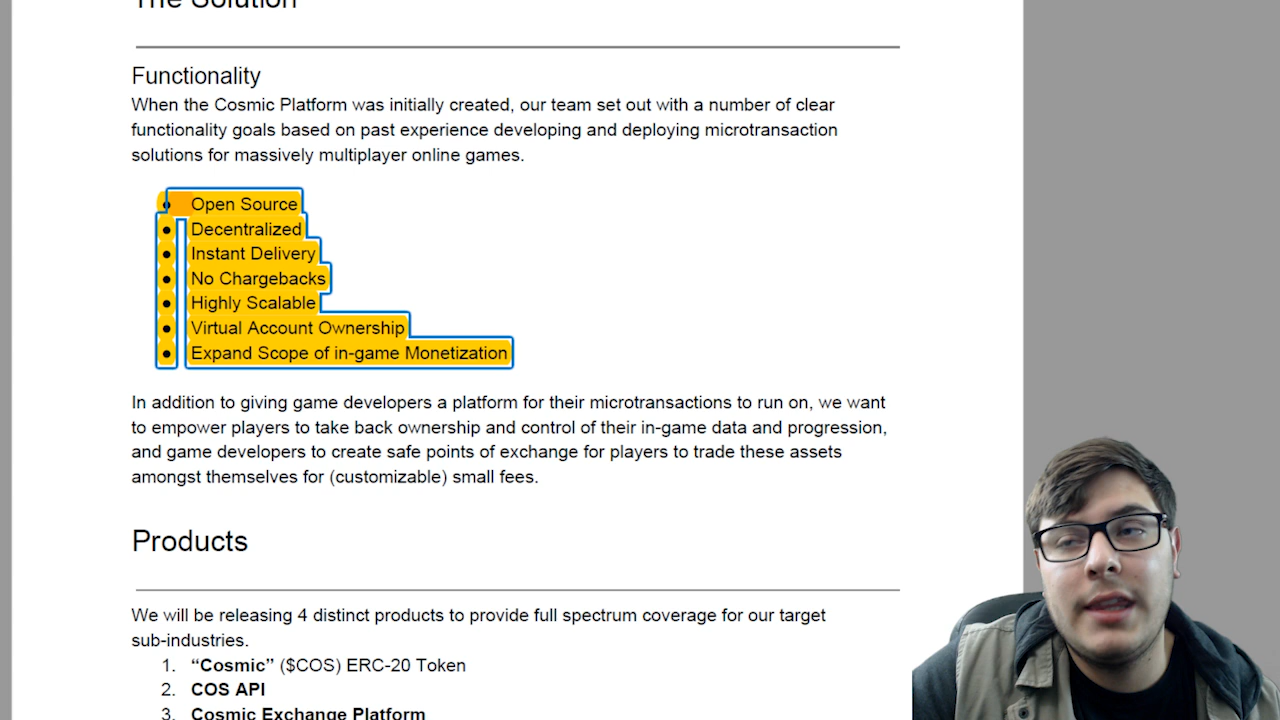 The Solution
Functionality
When the Cosmic Platform was initially created, our team set out with a number of clear
functionality goals based on past experience developing and deploying microtransaction
solutions for massively multiplayer online games.
● Open Source
● Decentralized
● Instant Delivery
● No Chargebacks
● Highly Scalable
● Virtual Account Ownership
● Expand Scope of in-game Monetization
In addition to giving game developers a platform for their microtransactions to run on, we want
to empower players to take back ownership and control of their in-game data and progression,
and game developers to create safe points of exchange for players to trade these assets
amongst themselves for (customizable) small fees.
Products
We will be releasing 4 distinct products to provide full spectrum coverage for our target
sub-industries.
1. “Cosmic” ($COS) ERC-20 Token
2. COS API
3. Cosmic Exchange Platform